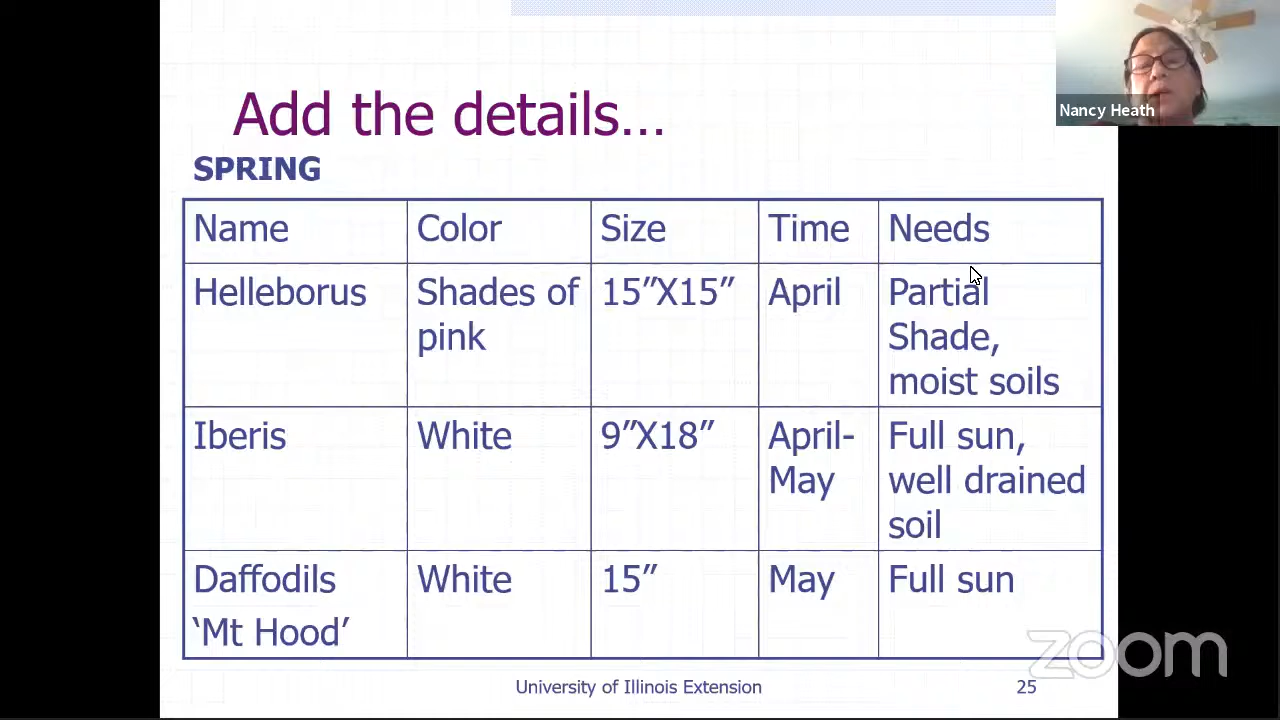 Nancy Heath
Add the details...
SPRING
Name Color Size Time Needs
Helleborus Shades of pink 15”X15” April Partial Shade, moist soils
Iberis White 9”X18” April-May Full sun, well drained soil
Daffodils ‘Mt Hood’ White 15” May Full sun
zoom
University of Illinois Extension 25